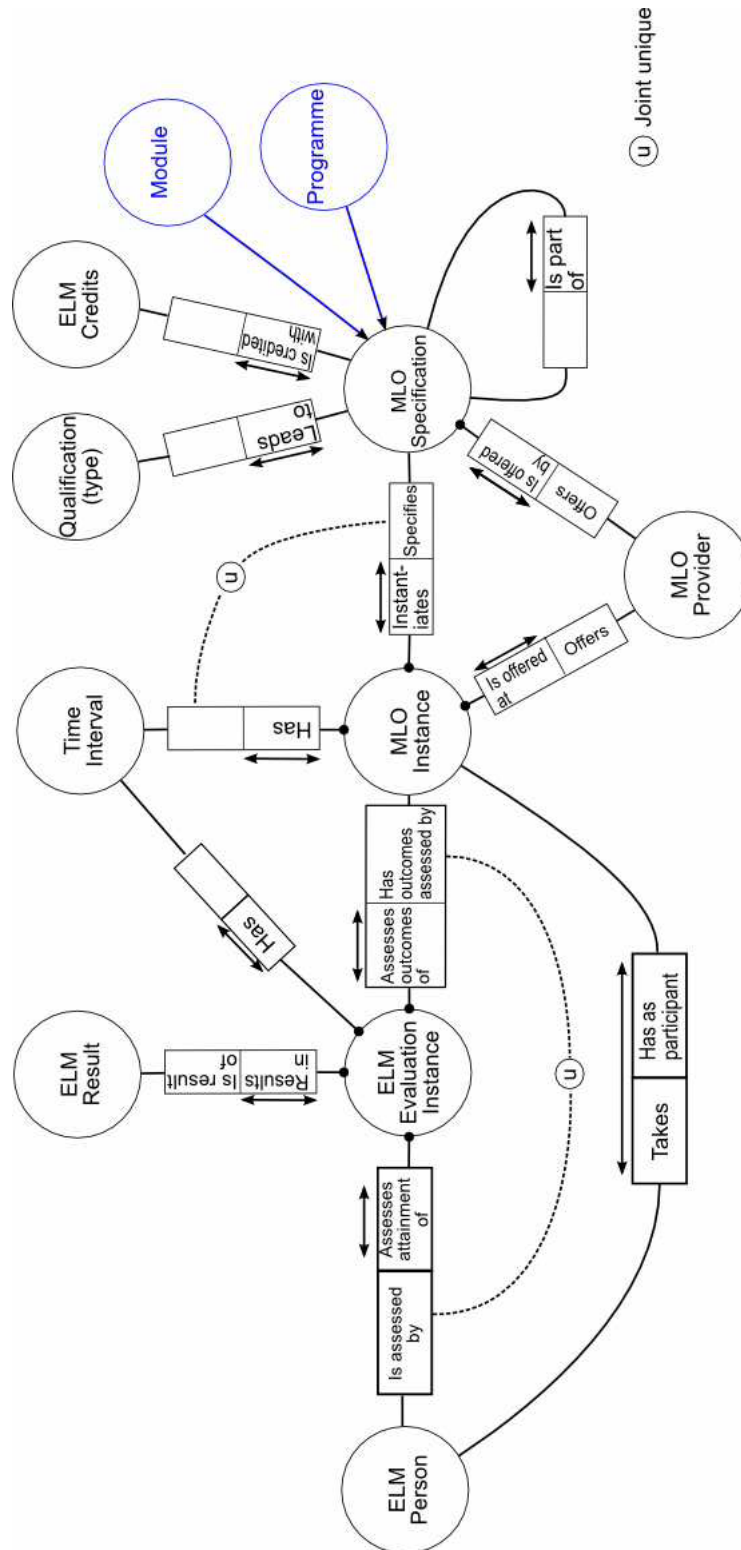 ELM
Person
Is assessed
by
Assesses
attainment
of
ELM
Evaluation
Instance
ELM
Result
Is result
of
Results
in
Has
Time
Interval
Has
Assesses
outcomes
of
Has
outcomes
assessed by
MLO
Instance
Instant-
iates
Specifies
MLO
Specification
Qualification
(type)
Leads
to
ELM
Credits
Is credited
with
Module
Programme
Is part
of
Is offered
by
Offers
MLO
Provider
Is offered
at
Offers
Takes
Has as
participant
u
u
u Joint unique